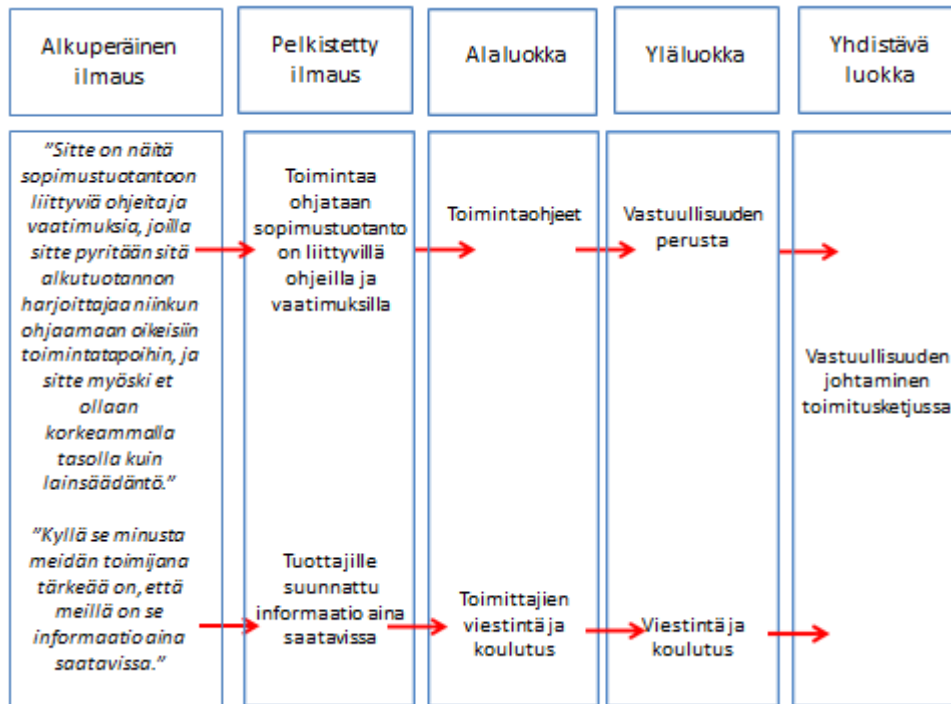 Alkuperäinen
ilmaus
Pelkistetty
ilmaus
Alaluokka
Yläluokka
Yhdistävä
luokka
"Sitte on näitä
sopimustuotantoon
liittyviä ohjeita ja
vaatimuksia, joilla
sitte pyritään sitä
alkutuotannon
harjoittajaa niinkun
ohjaamaan oikeisiin
toimintatapoihin, ja
sitte myöski et
ollaan
korkeammalla
tasolla kuin
lainsäädäntö."
Toimintaa
ohjataan
sopimustuotanto
on liittyvillä
ohjeilla ja
vaatimuksilla
Toimintaohjeet
Vastuullisuuden
perusta
Vastuullisuuden
johtaminen
toimitusketjussa
"Kyllä se minusta
meidän toimijana
tärkeää on, että
meillä on se
informaatio aina
saatavissa."
Tuottajille
suunnattu
informaatio aina
saatavissa
Toimittajien
viestintä ja
koulutus
Viestintä ja
koulutus